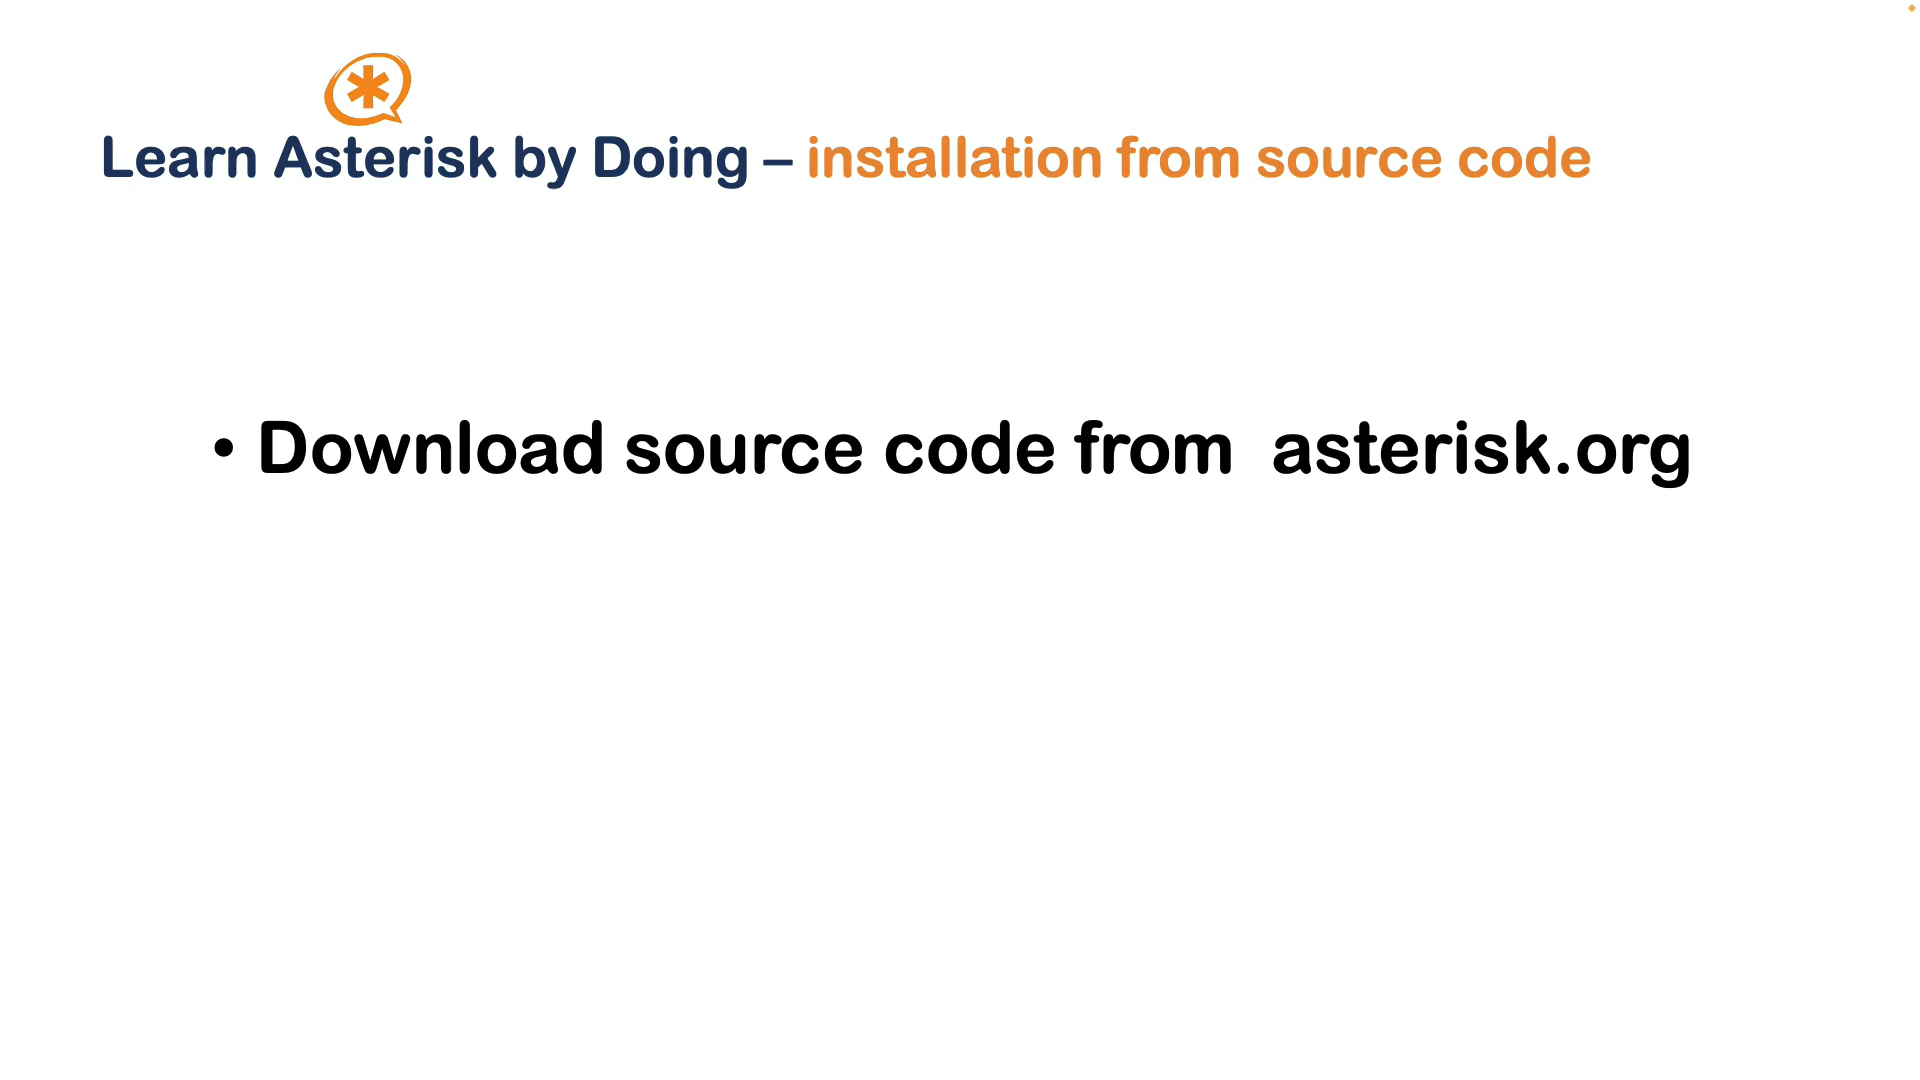 Learn Asterisk by Doing – installation from source code
• Download source code from  asterisk.org